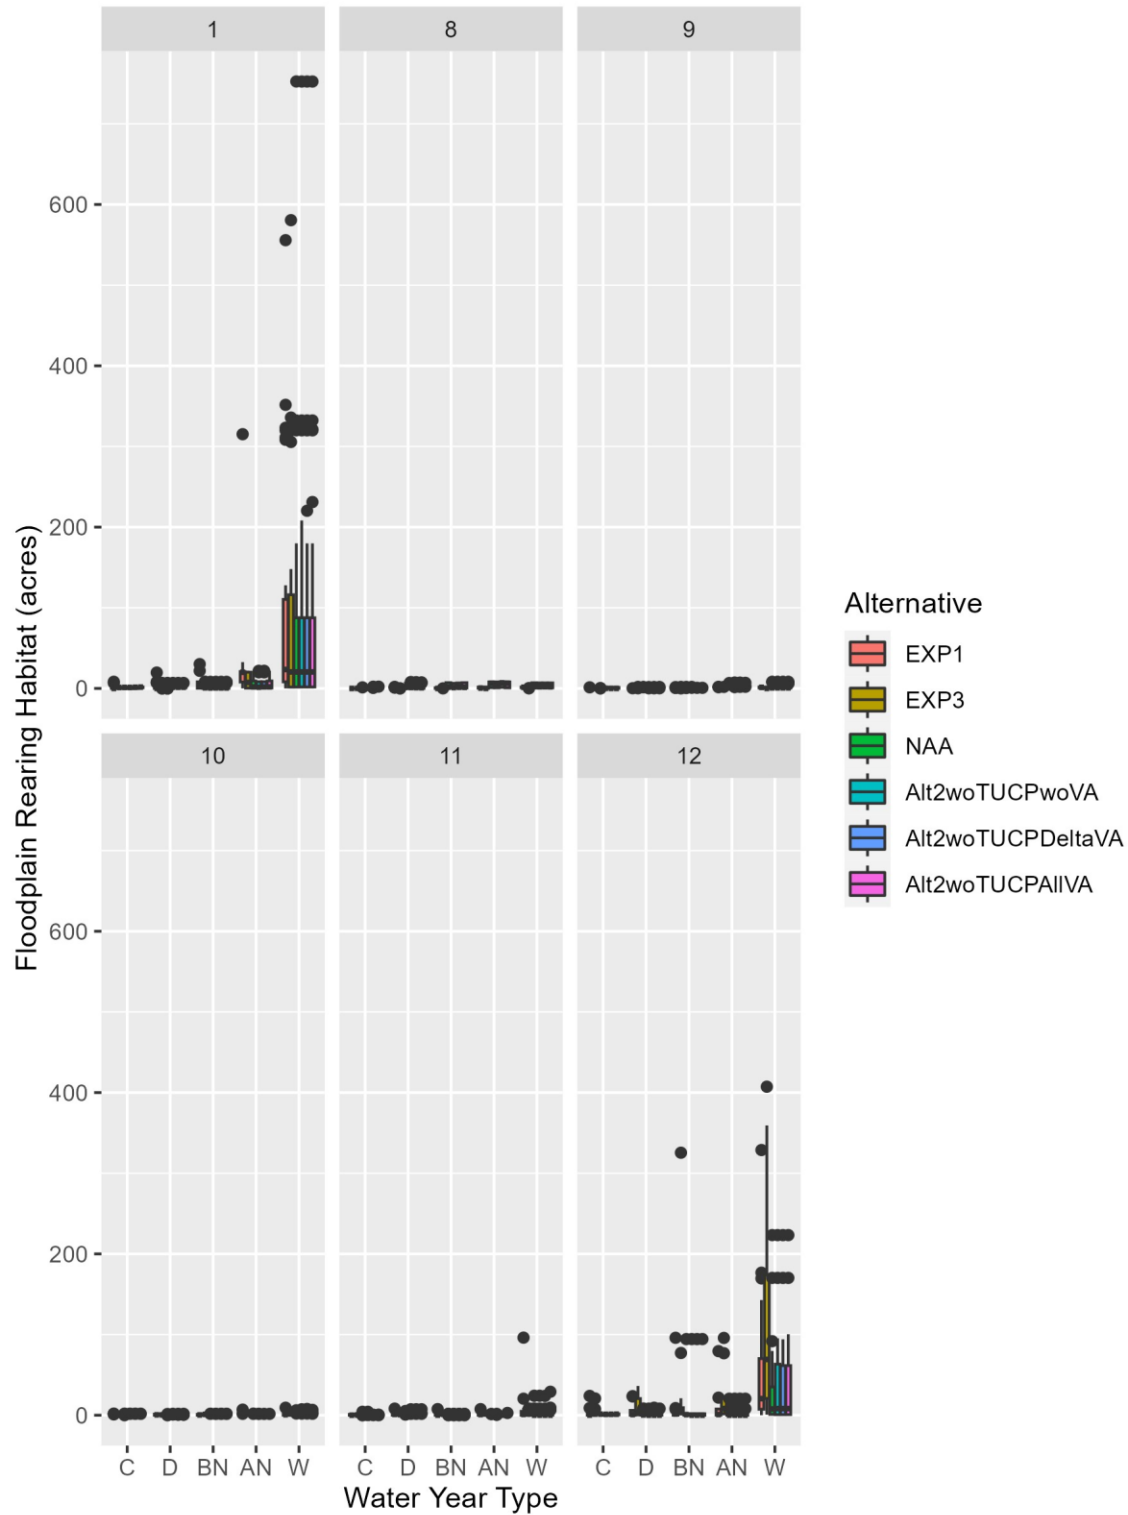 1 8 9
600
400
200
0
10 11 12
600
400
200
0
C D BN AN W C D BN AN W C D BN AN W
Water Year Type
Floodplain Rearing Habitat (acres)
Alternative
EXP1
EXP3
NAA
Alt2woTUCPwoVA
Alt2woTUCPDeltaVA
Alt2woTUCPAllVA